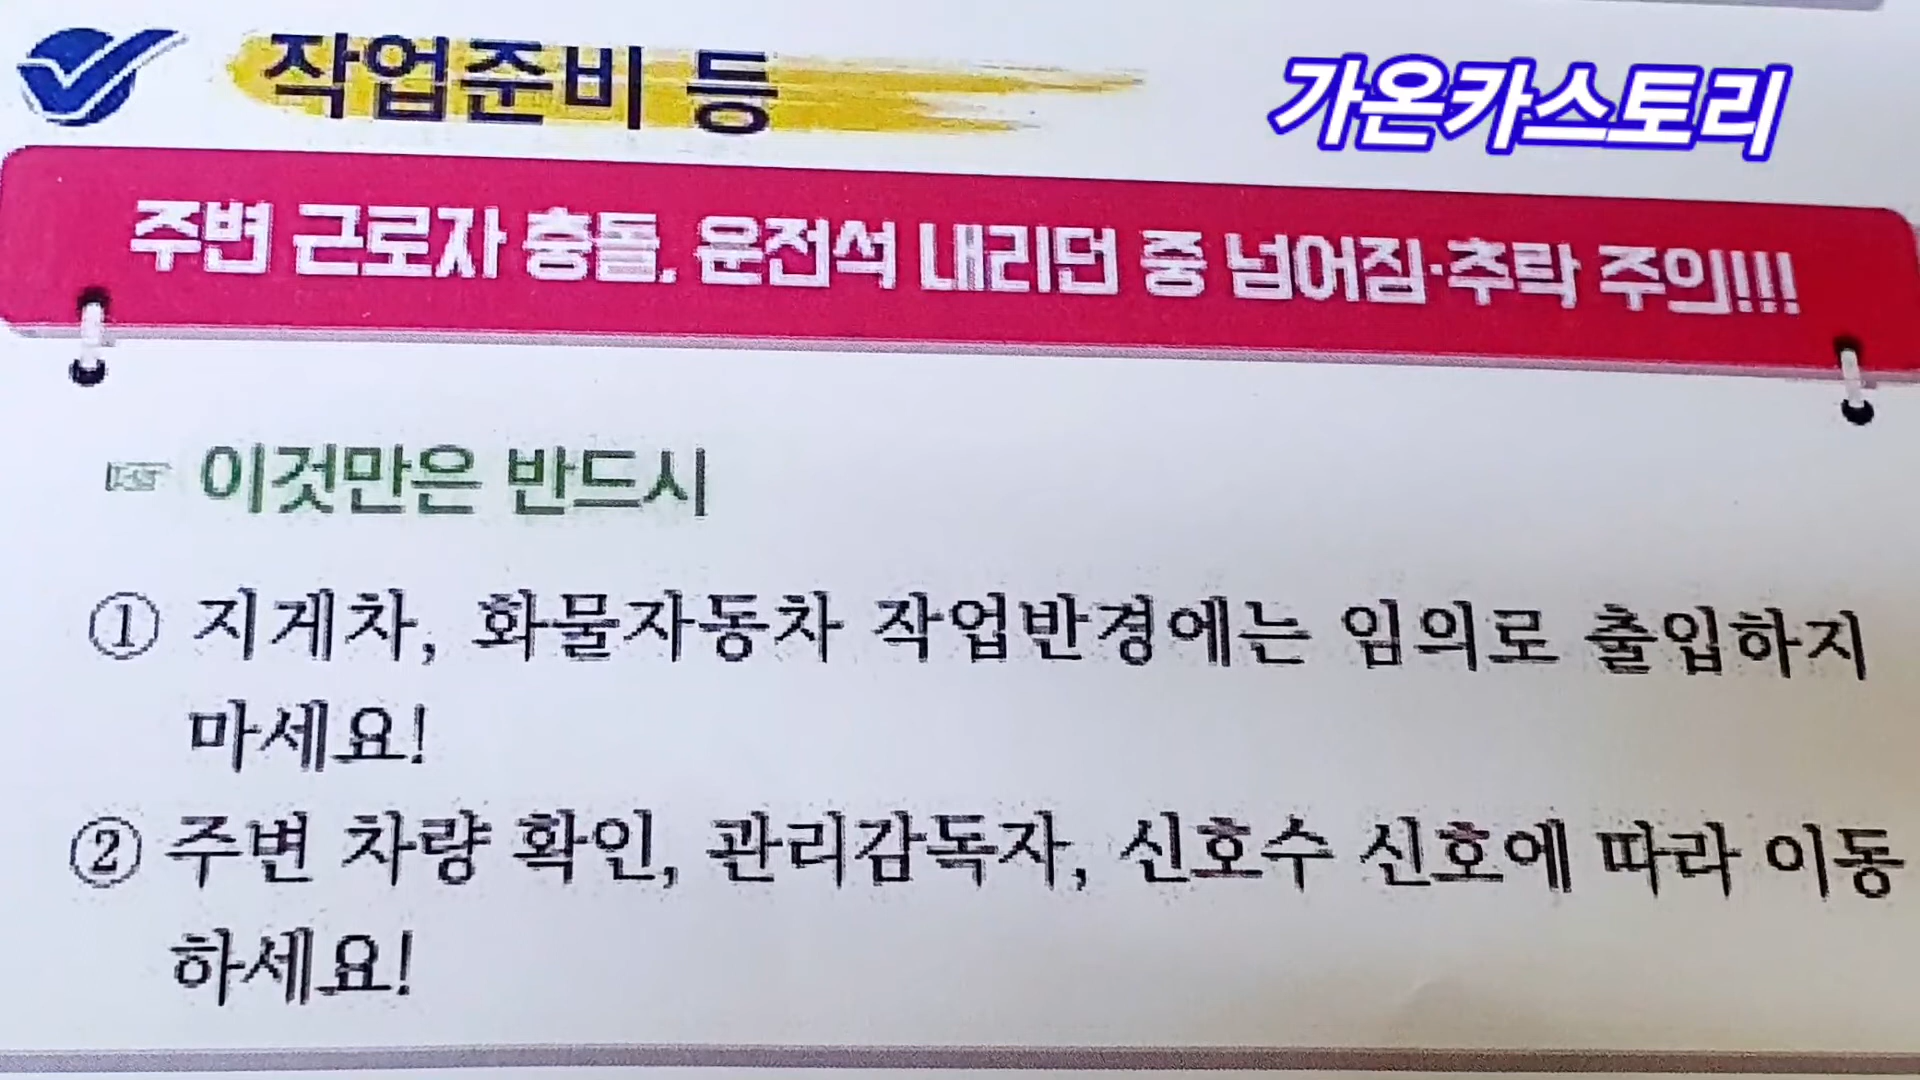 작업준비 등
가온카스토리
주변 근로자 충돌, 운전석 내리던 중 넘어짐·추락 주의!!!
☞ 이것만은 반드시
① 지게차, 화물자동차 작업반경에는 임의로 출입하지
마세요!
② 주변 차량 확인, 관리감독자, 신호수 신호에 따라 이동
하세요!